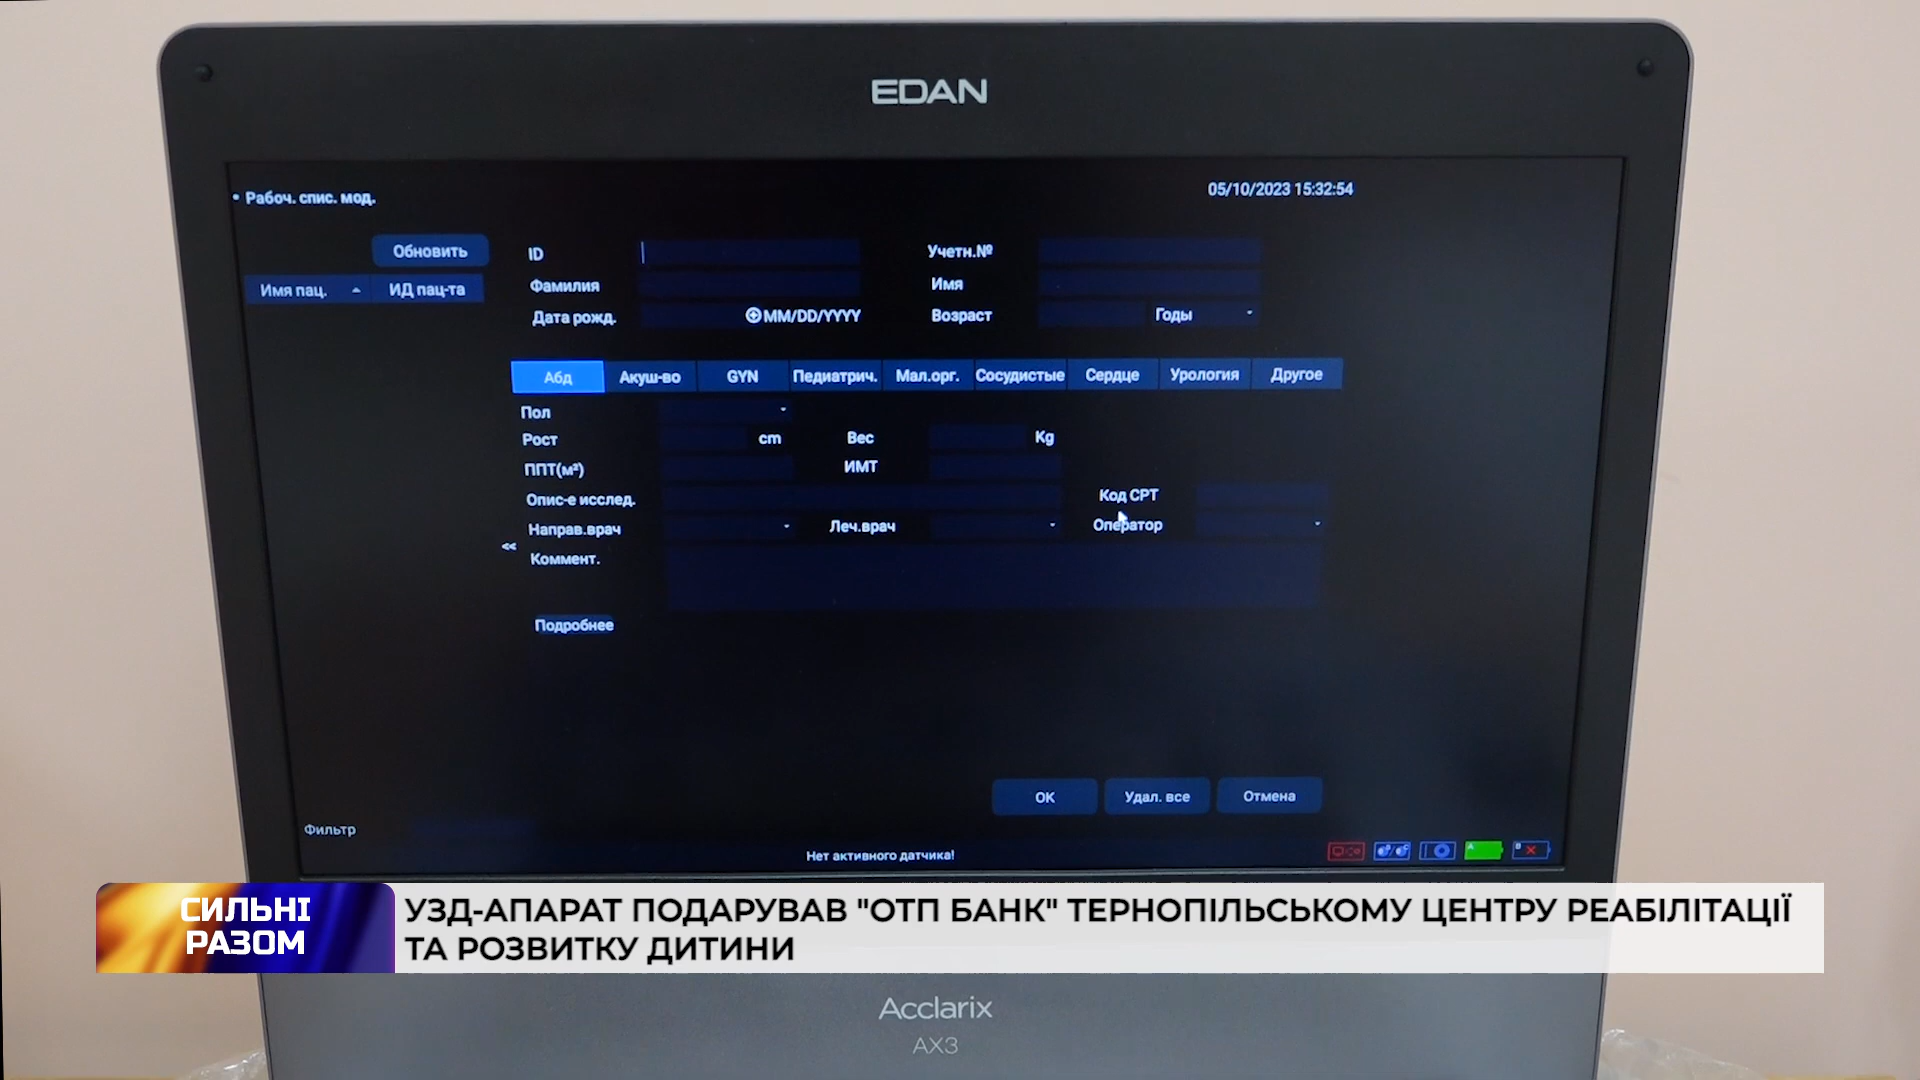 EDAN
• Рабоч. спис. мод.
05/10/2023 15:32:54
Обновить
Имя пац.
ИД пац-та
ID
Учетн.№
Фамилия
Имя
Дата рожд.
MM/DD/YYYY
Возраст
Годы
Абд
Акуш-во
GYN
Педиатрич.
Мал.орг.
Сосудистые
Сердце
Урология
Другое
Пол
Рост
cm
Вес
Kg
ППТ(м²)
ИМТ
Опис-е исслед.
Код CPT
Направ.врач
Леч.врач
Оператор
<<
Коммент.
Подробнее
ОК
Удал. все
Отмена
Фильтр
Нет активного датчика!
СИЛЬНІ
РАЗОМ
УЗД-АПАРАТ ПОДАРУВАВ "ОТП БАНК" ТЕРНОПІЛЬСЬКОМУ ЦЕНТРУ РЕАБІЛІТАЦІЇ
ТА РОЗВИТКУ ДИТИНИ
Acclarix
AX3